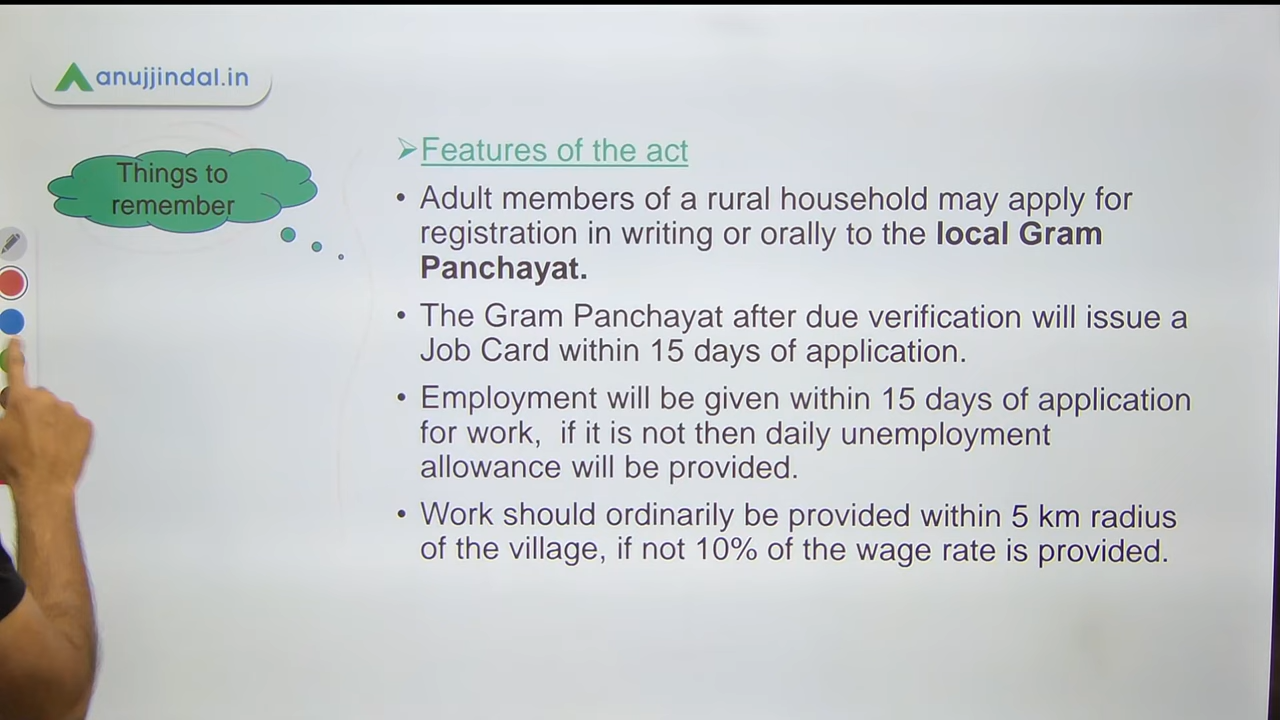 anujjindal.in
Things to
remember
Features of the act
• Adult members of a rural household may apply for
registration in writing or orally to the local Gram
Panchayat.
• The Gram Panchayat after due verification will issue a
Job Card within 15 days of application.
• Employment will be given within 15 days of application
for work, if it is not then daily unemployment
allowance will be provided.
• Work should ordinarily be provided within 5 km radius
of the village, if not 10% of the wage rate is provided.